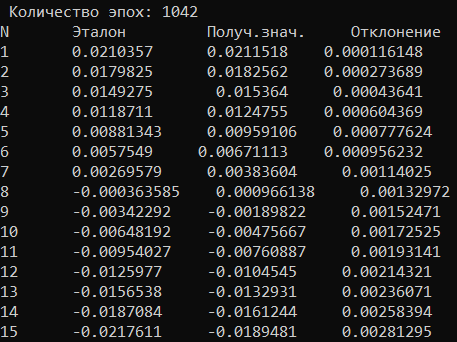 Количество эпох: 1042
N Эталон Получ.знач. Отклонение
1 0.0210357 0.0211518 0.000116148
2 0.0179825 0.0182562 0.000273689
3 0.0149275 0.015364 0.00043641
4 0.0118711 0.0124755 0.000604369
5 0.00881343 0.00959106 0.000777624
6 0.0057549 0.00671113 0.000956232
7 0.00269579 0.00383604 0.00114025
8 -0.000363585 0.000966138 0.00132972
9 -0.00342292 -0.00189822 0.00152471
10 -0.00648192 -0.00475667 0.00172525
11 -0.00954027 -0.00760887 0.00193141
12 -0.0125977 -0.0104545 0.00214321
13 -0.0156538 -0.0132931 0.00236071
14 -0.0187084 -0.0161244 0.00258394
15 -0.0217611 -0.0189481 0.00281295